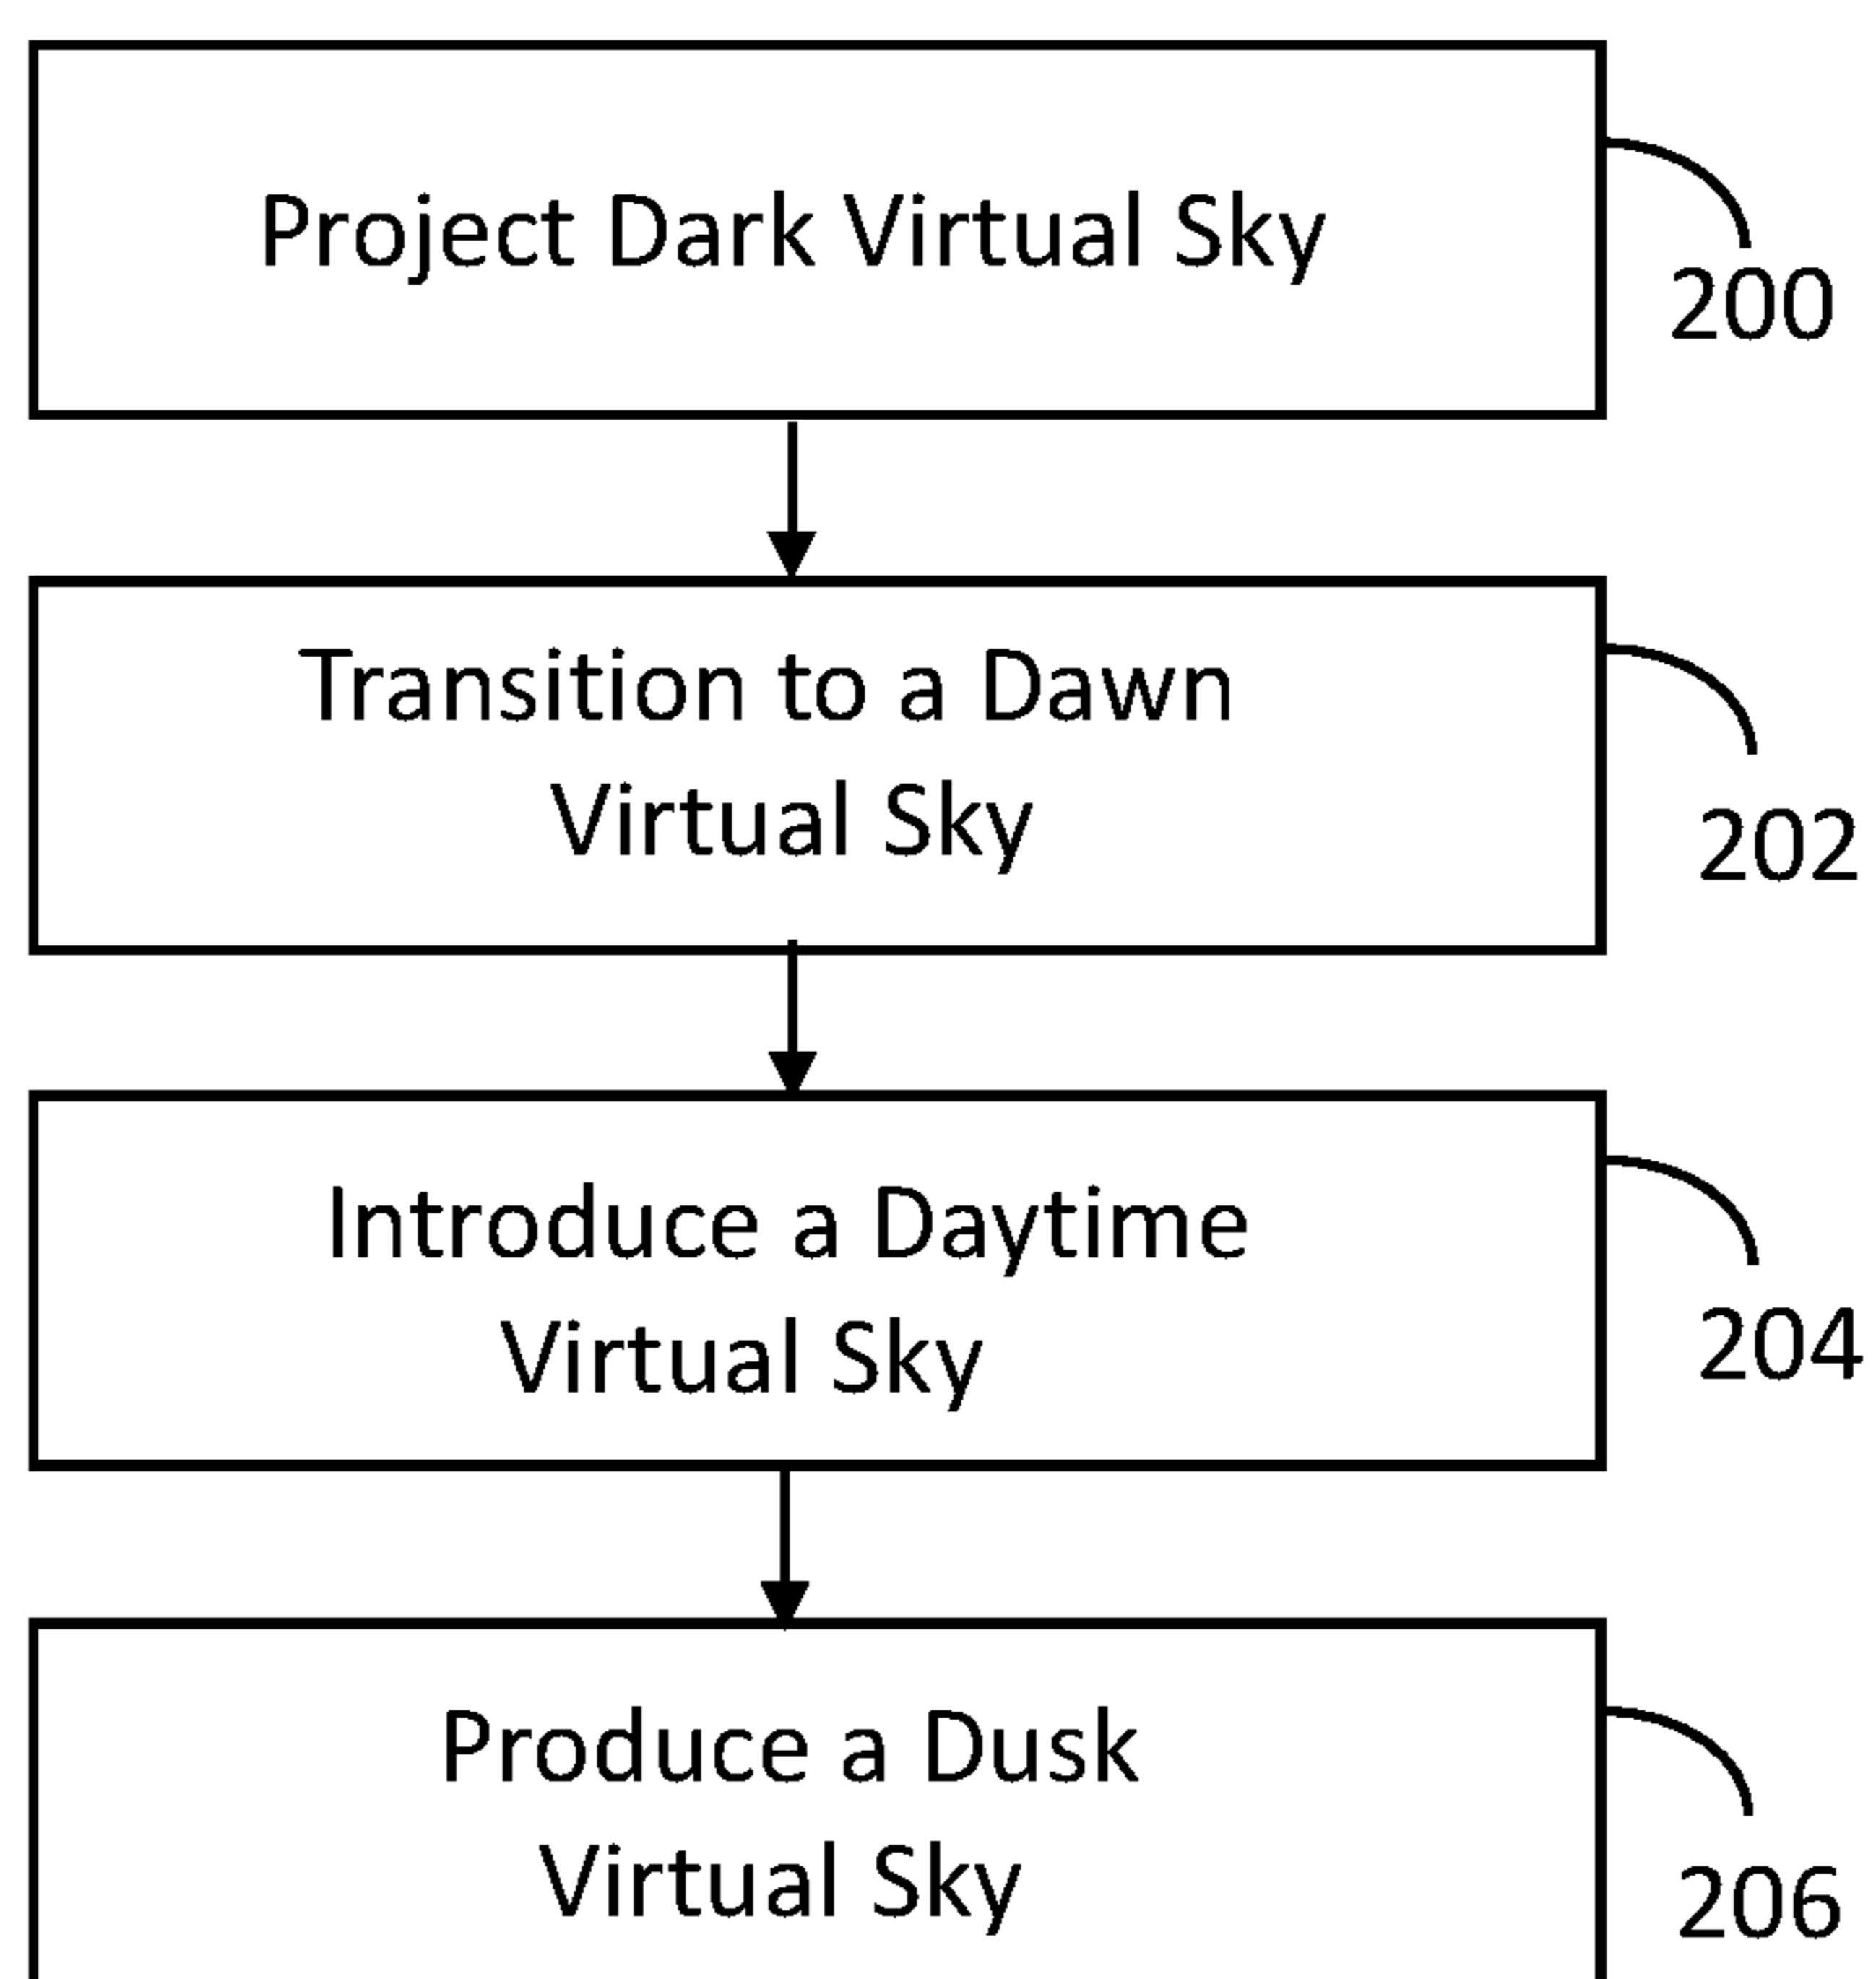 Project Dark Virtual Sky
200
Transition to a Dawn
Virtual Sky
202
Introduce a Daytime
Virtual Sky
204
Produce a Dusk
Virtual Sky
206